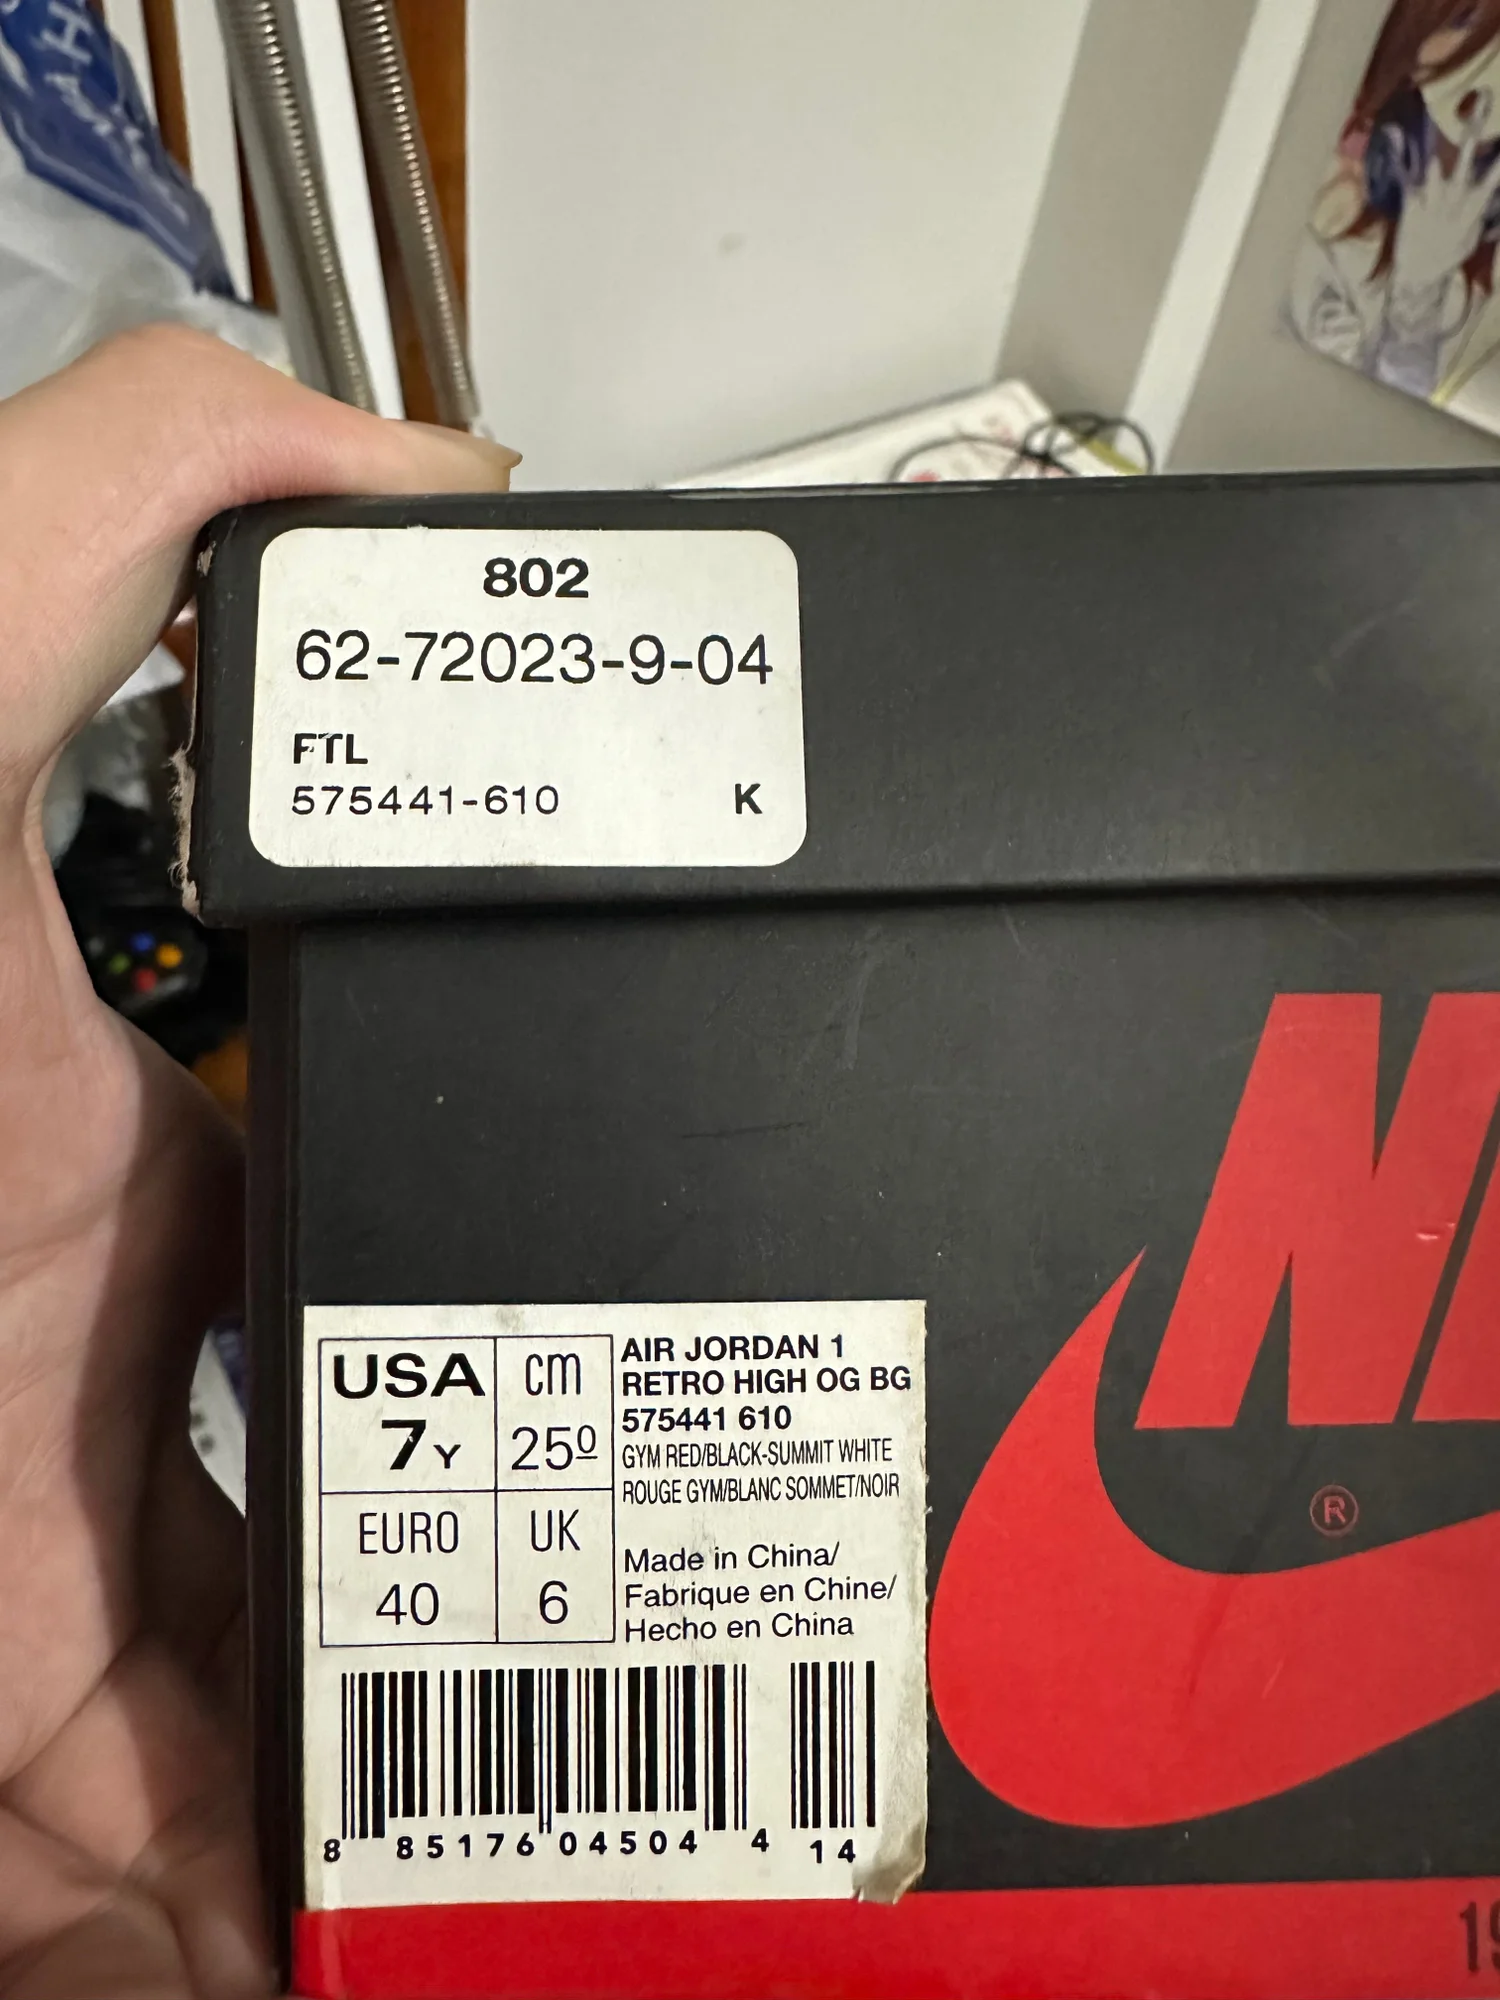 802
62-72023-9-04
FTL
575441-610 K
USA
7Y
cm
25º
EURO
40
UK
6
AIR JORDAN 1
RETRO HIGH OG BG
575441 610
GYM RED/BLACK-SUMMIT WHITE
ROUGE GYM/BLANC SOMMET/NOIR
Made in China/
Fabrique en Chine/
Hecho en China
8 85176 04504 4 14
®